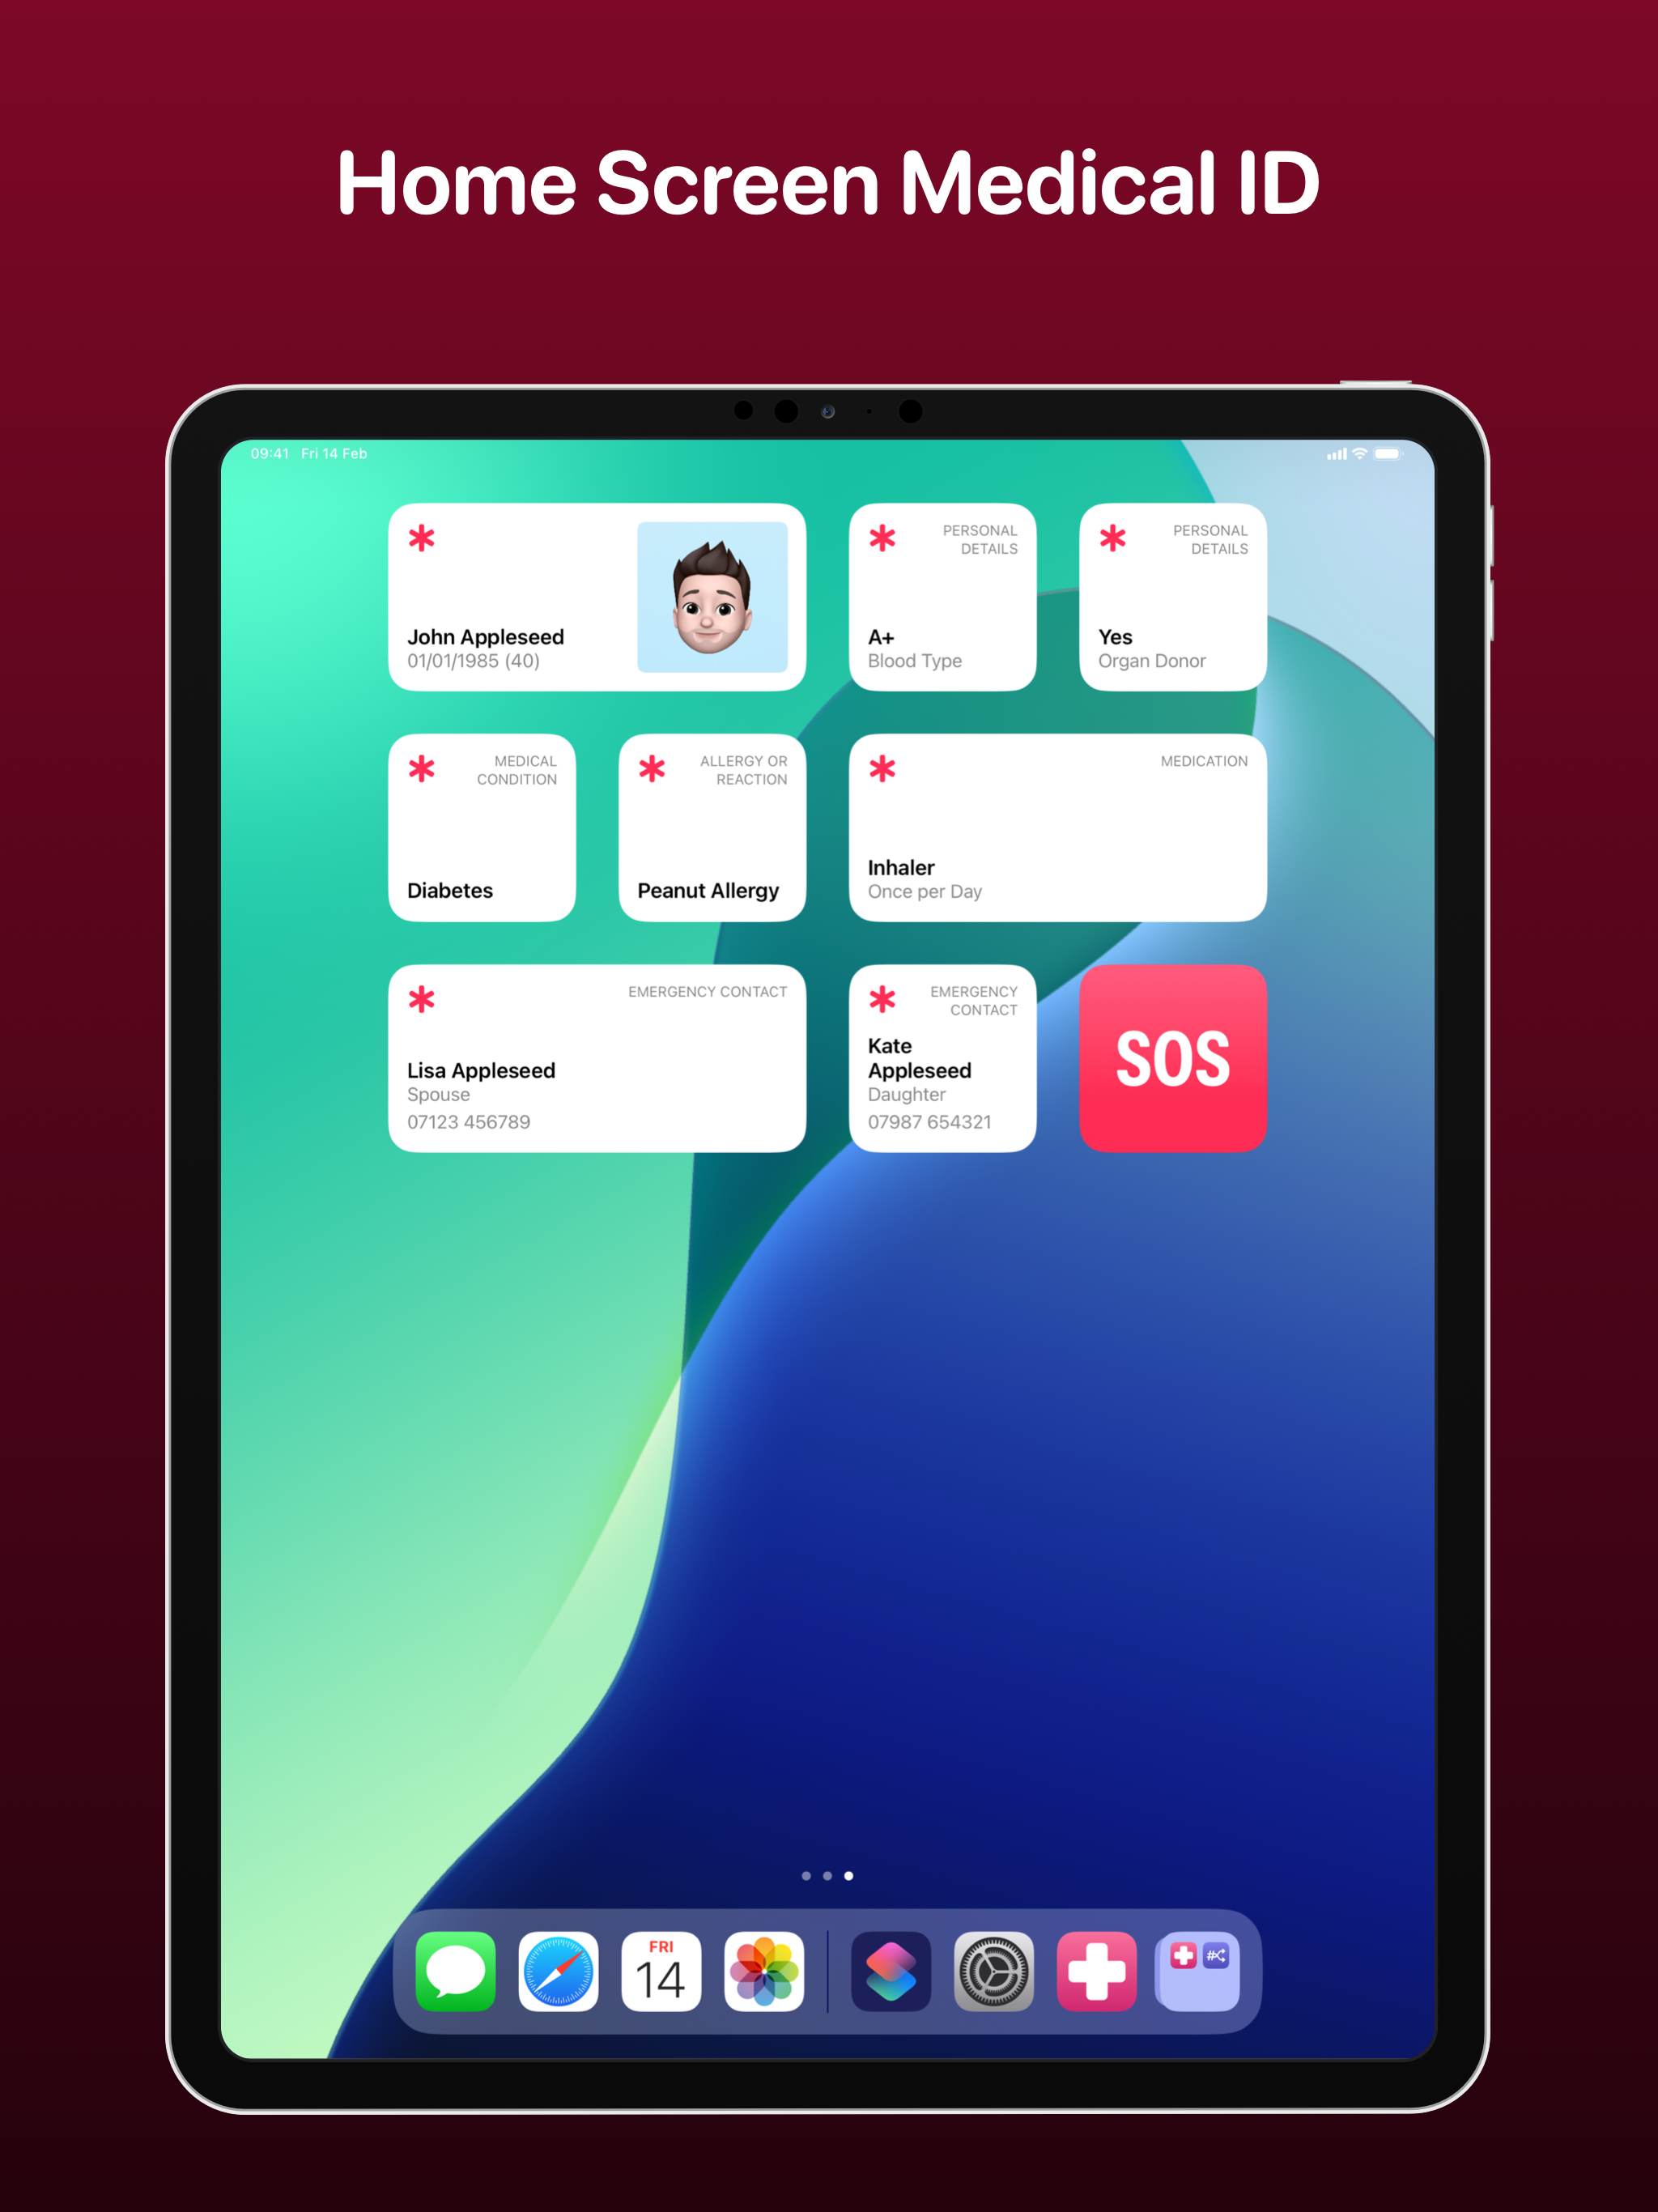 Home Screen Medical ID
09:41 Fri 14 Feb
John Appleseed
01/01/1985 (40)
PERSONAL
DETAILS
A+
Blood Type
PERSONAL
DETAILS
Yes
Organ Donor
MEDICAL
CONDITION
Diabetes
ALLERGY OR
REACTION
Peanut Allergy
MEDICATION
Inhaler
Once per Day
EMERGENCY CONTACT
Lisa Appleseed
Spouse
07123 456789
EMERGENCY
CONTACT
Kate
Appleseed
Daughter
07987 654321
SOS
FRI
14